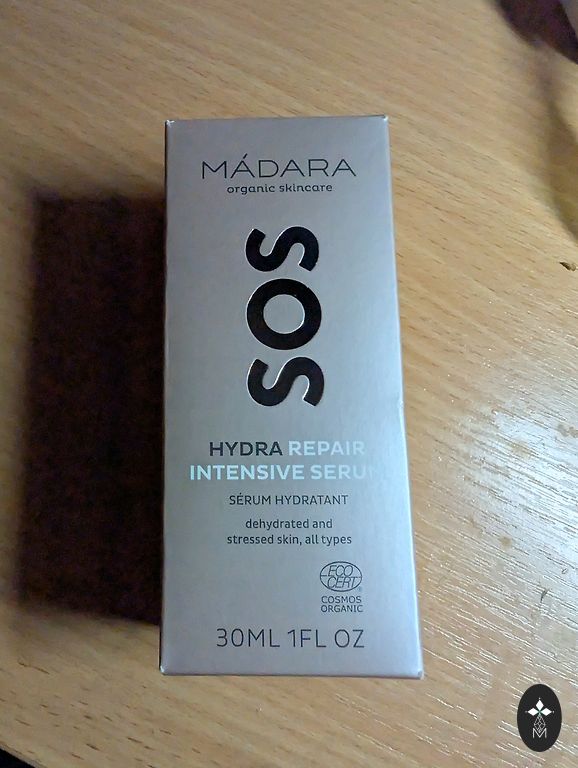 MÁDARA
organic skincare
SOS
HYDRA REPAIR
INTENSIVE SERUM
SÉRUM HYDRATANT
dehydrated and
stressed skin, all types
ECO
CERT
®
COSMOS
ORGANIC
30ML 1FL OZ
M